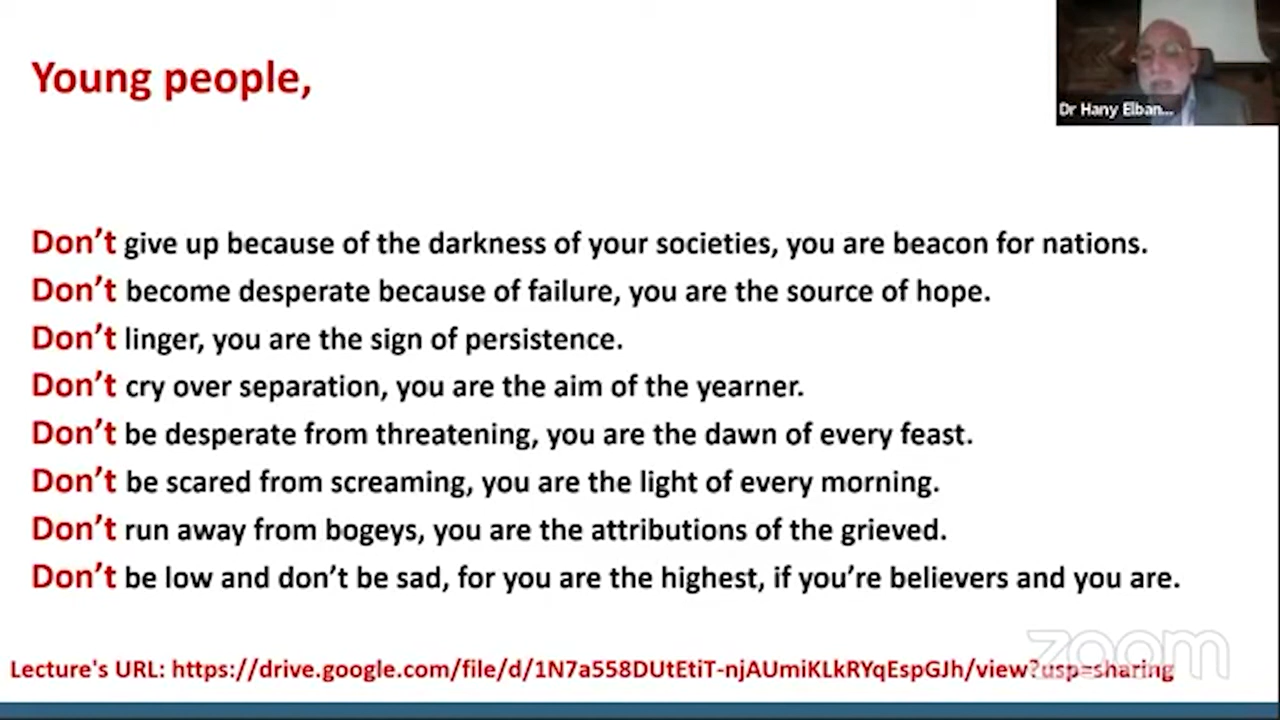 Young people,
Dr Hany Elban...
Don't give up because of the darkness of your societies, you are beacon for nations.
Don't become desperate because of failure, you are the source of hope.
Don't linger, you are the sign of persistence.
Don't cry over separation, you are the aim of the yearner.
Don't be desperate from threatening, you are the dawn of every feast.
Don't be scared from screaming, you are the light of every morning.
Don't run away from bogeys, you are the attributions of the grieved.
Don't be low and don't be sad, for you are the highest, if you're believers and you are.
Lecture's URL: https://drive.google.com/file/d/1N7a558DUtEtiT-njAUmiKLkRYqEspGJh/view?usp=sharing
zoom